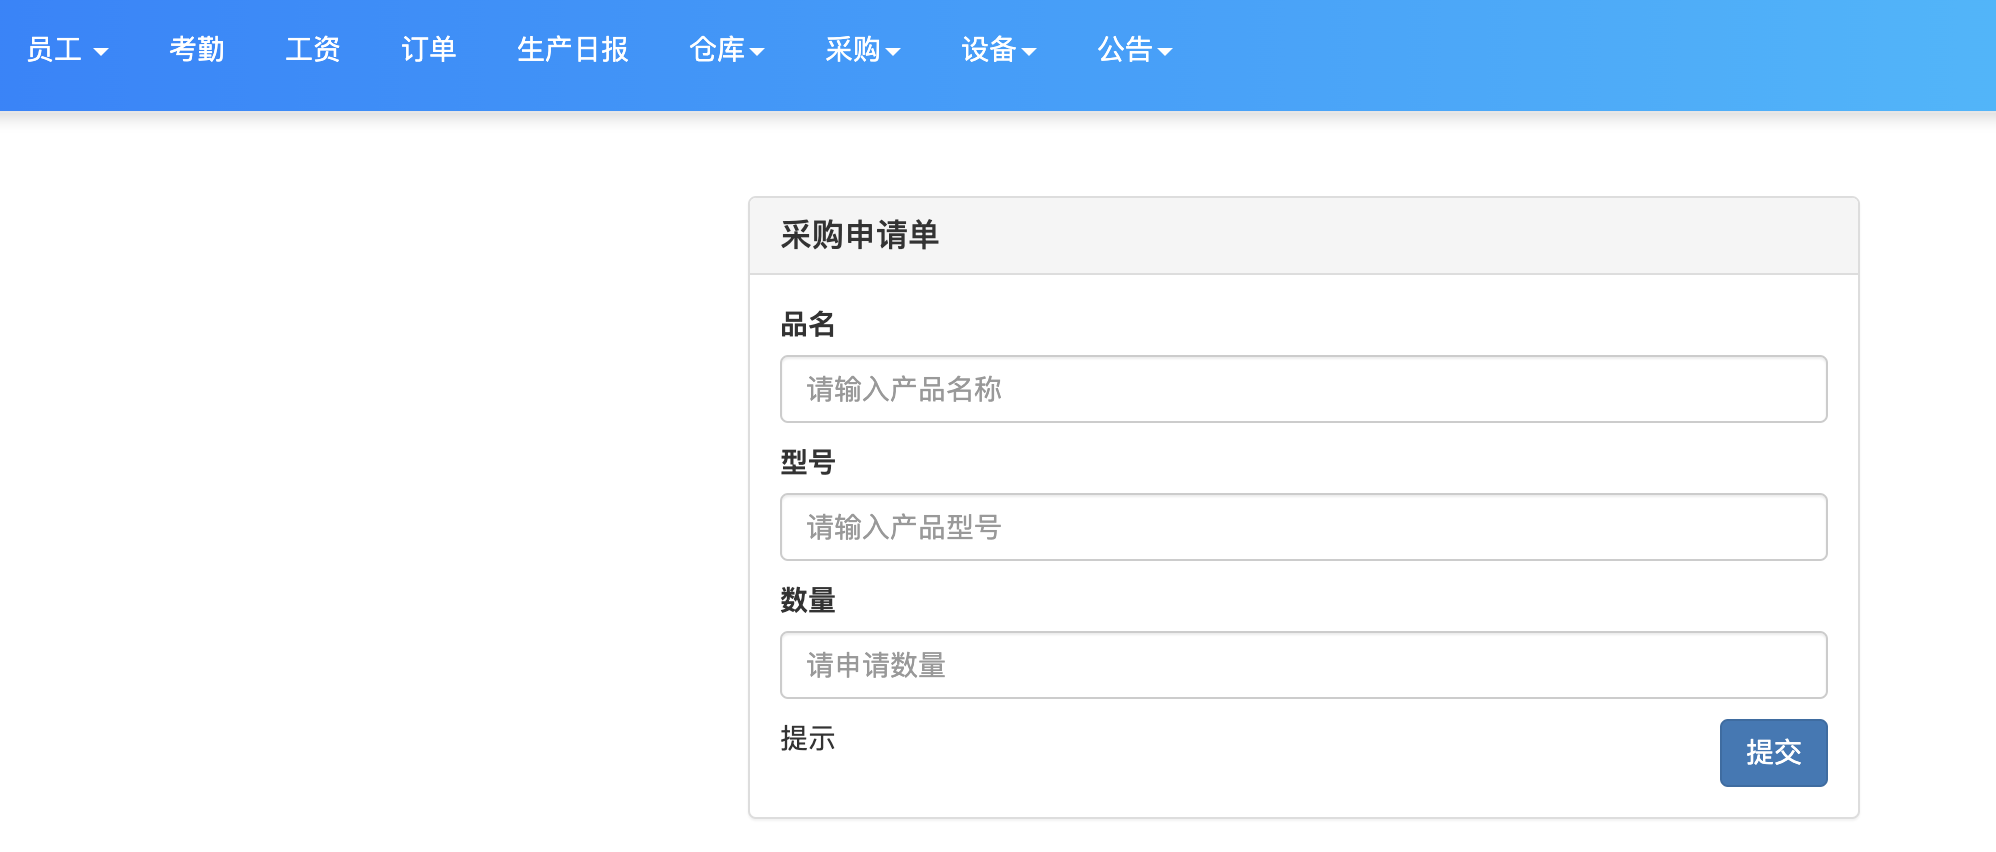 员工 考勤 工资 订单 生产日报 仓库 采购 设备 公告
采购申请单
品名
请输入产品名称
型号
请输入产品型号
数量
请申请数量
提示 提交